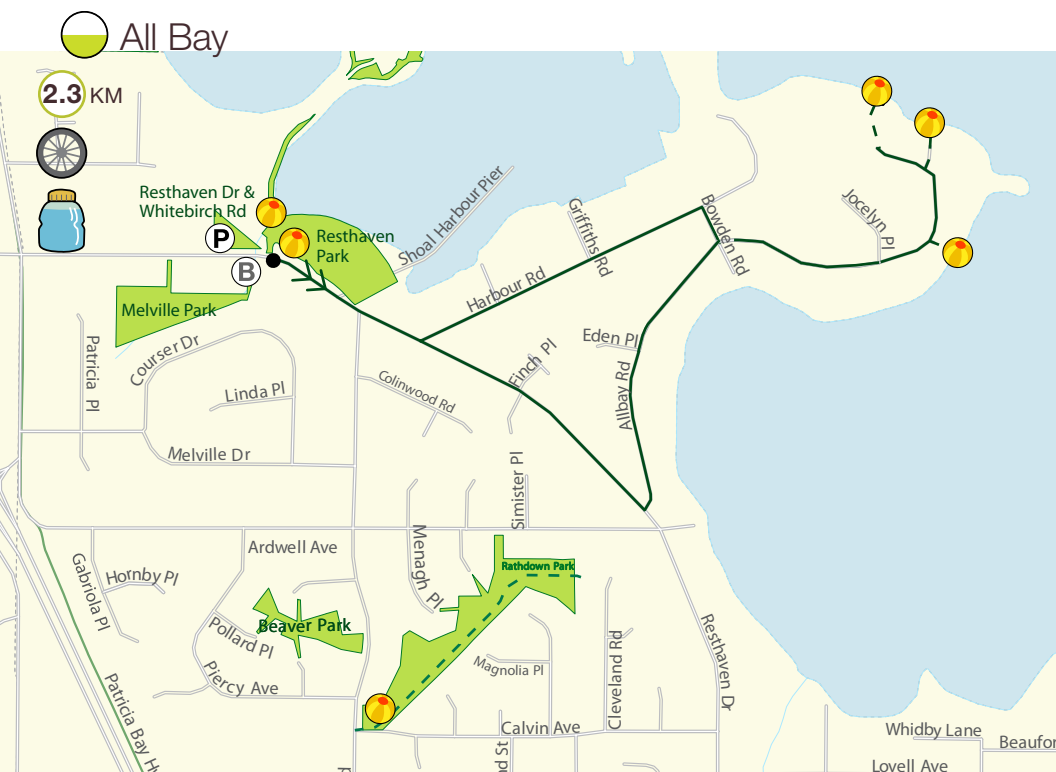 All Bay
2.3 KM
Resthaven Dr &
Whitebirch Rd
P
B
Resthaven
Park
Shoal Harbour Pier
Melville Park
Harbour Rd
Griffiths Rd
Bowden Rd
Jocelyn Pl
Patricia Pl
Courser Dr
Linda Pl
Colinwood Rd
Finch Pl
Eden Pl
Allbay Rd
Melville Dr
Simister Pl
Ardwell Ave
Menagh Pl
Rathdown Park
Gabriola Pl
Hornby Pl
Beaver Park
Pollard Pl
Piercy Ave
Magnolia Pl
Cleveland Rd
Resthaven Dr
Patricia Bay H
Calvin Ave
Whidby Lane
Beaufor
Lovell Ave